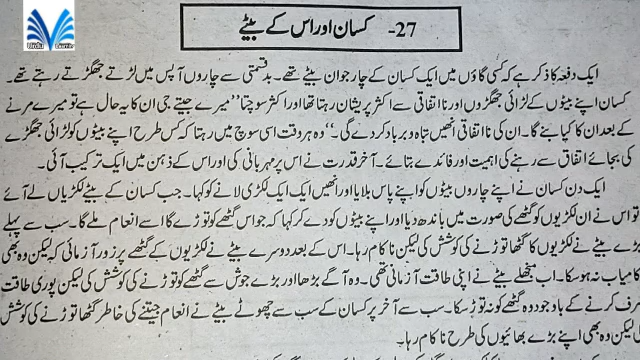 27- کسان اور اس کے بیٹے
ایک دفعہ کا ذکر ہے کہ کسی گاؤں میں ایک کسان کے چار جوان بیٹے تھے۔ بدقسمتی سے چاروں آپس میں لڑتے جھگڑتے رہتے تھے۔
کسان اپنے بیٹوں کے لڑائی جھگڑوں اور نااتفاقی سے اکثر پریشان رہتا تھا اور اکثر سوچتا ''میرے جیتے جی ان کا یہ حال ہے تو میرے مرنے
کے بعد ان کا کیا بنے گا۔ ان کی نااتفاقی انھیں تباہ و برباد کر دے گی۔'' وہ ہر وقت اسی سوچ میں رہتا کہ کس طرح اپنے بیٹوں کو لڑائی جھگڑے
کی بجائے اتفاق سے رہنے کی اہمیت اور فائدے بتائے۔ آخر قدرت نے اس پر مہربانی کی اور اس کے ذہن میں ایک ترکیب آئی۔
ایک دن کسان نے اپنے چاروں بیٹوں کو اپنے پاس بلایا اور انھیں ایک ایک لکڑی لانے کو کہا۔ جب کسان کے بیٹے لکڑیاں لے آئے
تو اس نے ان لکڑیوں کو گٹھے کی صورت میں باندھ دیا اور اپنے بیٹوں کو دے کر کہا کہ جو اس گٹھے کو توڑے گا اسے انعام ملے گا۔ سب سے پہلے
بڑے بیٹے نے لکڑیوں کا گٹھا توڑنے کی کوشش کی لیکن ناکام رہا۔ اس کے بعد دوسرے بیٹے نے لکڑیوں کے گٹھے پر زور آزمائی کی لیکن وہ بھی
کامیاب نہ ہو سکا۔ اب منجھلے بیٹے نے اپنی طاقت آزمانی تھی۔ وہ آگے بڑھا اور بڑے جوش سے گٹھے کو توڑنے کی کوشش کی لیکن پوری طاقت
صرف کرنے کے باوجود وہ گٹھے کو نہ توڑ سکا۔ سب سے آخر پر کسان کے سب سے چھوٹے بیٹے نے انعام جیتنے کی خاطر گٹھا توڑنے کی کوشش
کی لیکن وہ بھی اپنے بڑے بھائیوں کی طرح ناکام رہا۔